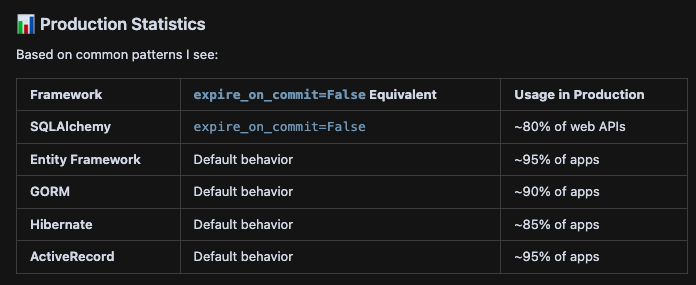 📊 Production Statistics
Based on common patterns I see:
Framework expire_on_commit=False Equivalent Usage in Production
SQLAlchemy expire_on_commit=False ~80% of web APIs
Entity Framework Default behavior ~95% of apps
GORM Default behavior ~90% of apps
Hibernate Default behavior ~85% of apps
ActiveRecord Default behavior ~95% of apps